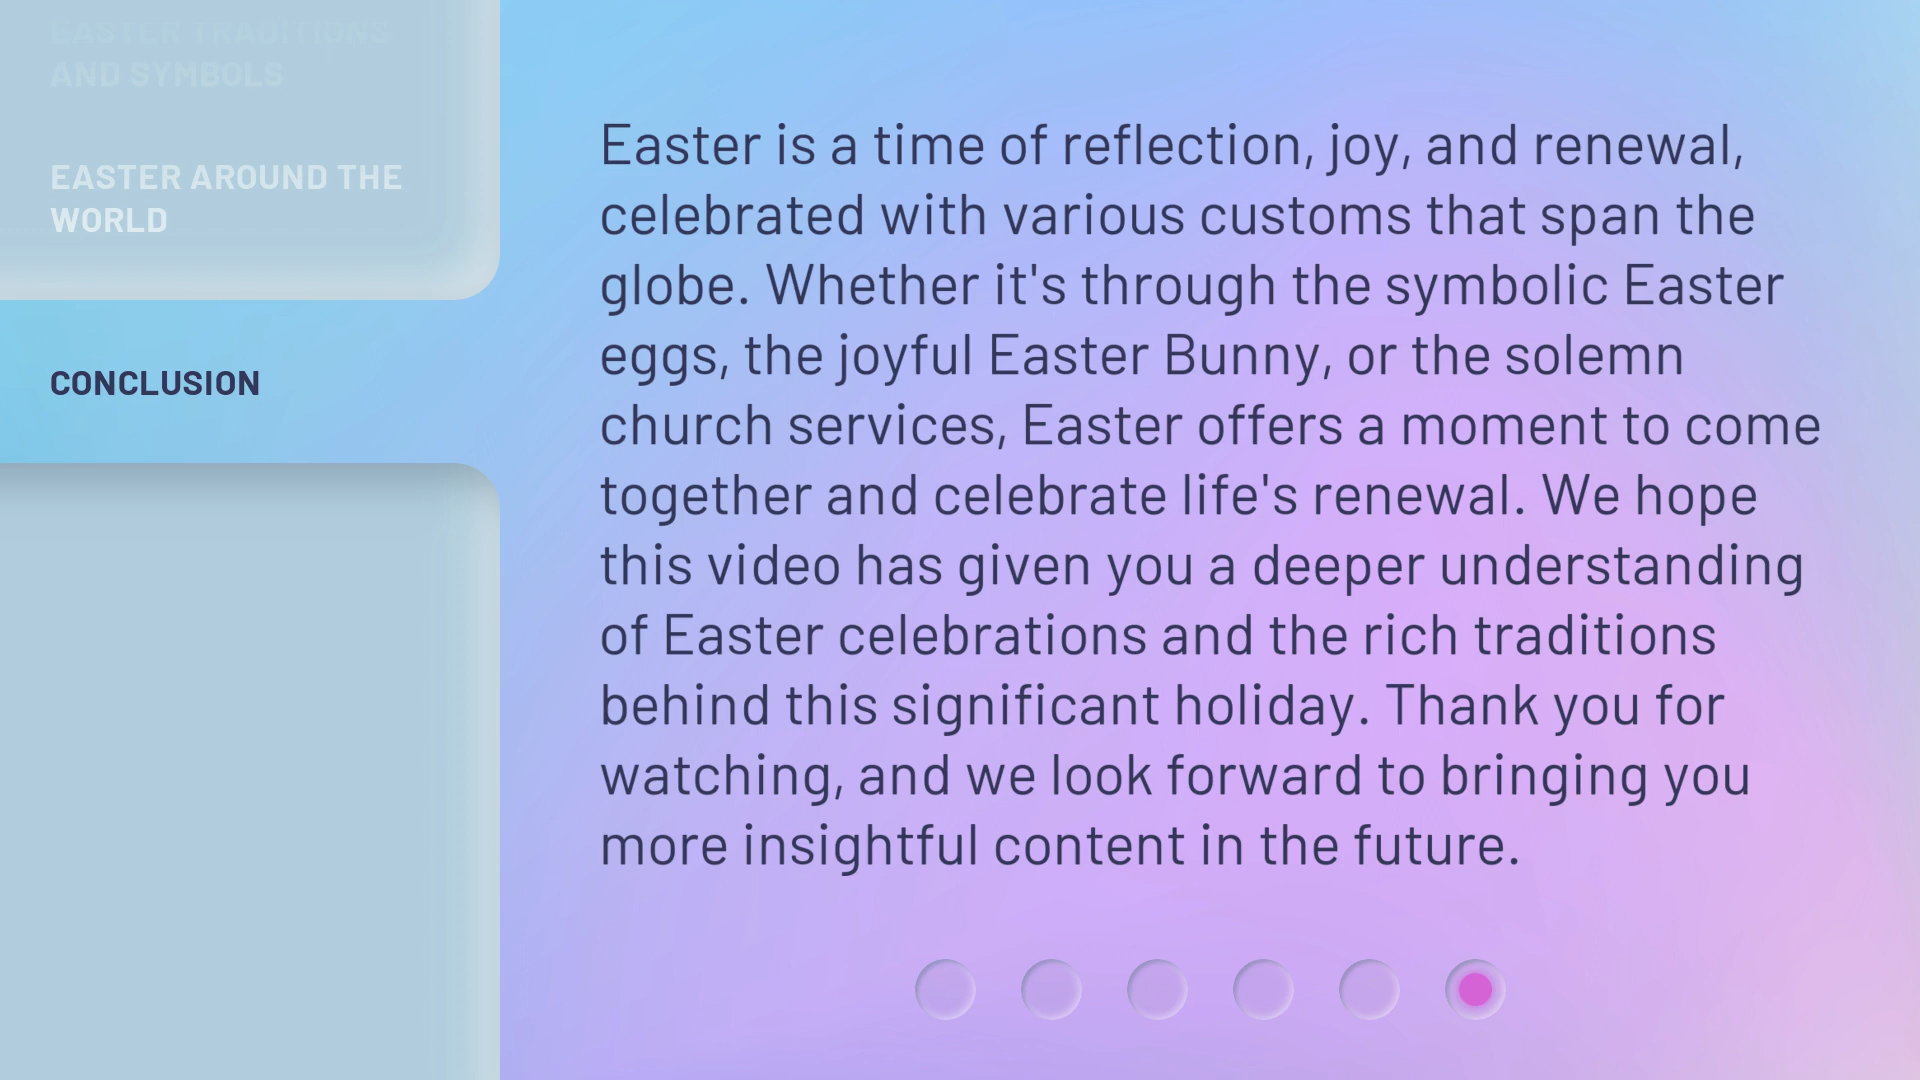 EASTER TRADITIONS
AND SYMBOLS
EASTER AROUND THE
WORLD
CONCLUSION
Easter is a time of reflection, joy, and renewal,
celebrated with various customs that span the
globe. Whether it's through the symbolic Easter
eggs, the joyful Easter Bunny, or the solemn
church services, Easter offers a moment to come
together and celebrate life's renewal. We hope
this video has given you a deeper understanding
of Easter celebrations and the rich traditions
behind this significant holiday. Thank you for
watching, and we look forward to bringing you
more insightful content in the future.